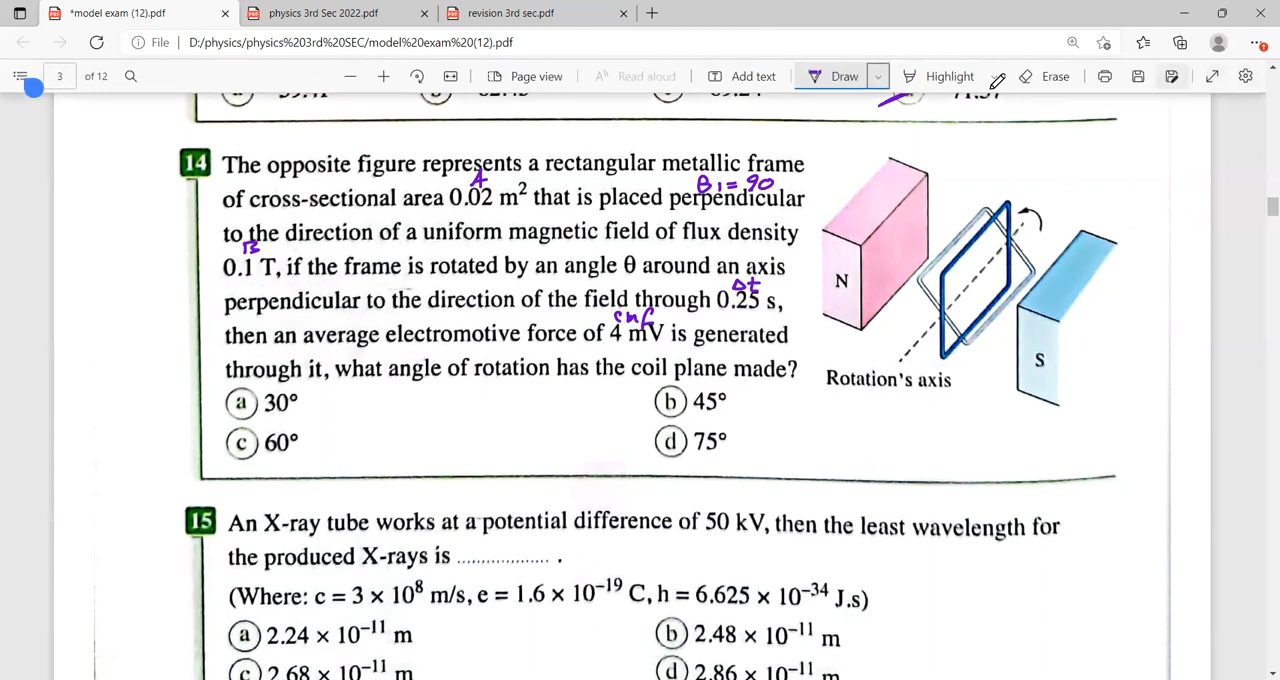 *model exam (12).pdf
physics 3rd Sec 2022.pdf
revision 3rd sec.pdf
File
D:/physics/physics%203rd%20SEC/model%20exam%20(12).pdf
3
of 12
Page view
Read aloud
Add text
Draw
Highlight
Erase
14 The opposite figure represents a rectangular metallic frame
A
θ1 = 90
of cross-sectional area 0.02 m² that is placed perpendicular
to the direction of a uniform magnetic field of flux density
B
0.1 T, if the frame is rotated by an angle θ around an axis
Δt
perpendicular to the direction of the field through 0.25 s,
emf
then an average electromotive force of 4 mV is generated
through it, what angle of rotation has the coil plane made?
N
S
Rotation's axis
a 30°
b 45°
c 60°
d 75°
15 An X-ray tube works at a potential difference of 50 kV, then the least wavelength for
the produced X-rays is .................. .
(Where: c = 3 × 10⁸ m/s, e = 1.6 × 10⁻¹⁹ C, h = 6.625 × 10⁻³⁴ J.s)
a 2.24 × 10⁻¹¹ m
b 2.48 × 10⁻¹¹ m
c 2.68 × 10⁻¹¹ m
d 2.86 × 10⁻¹¹ m